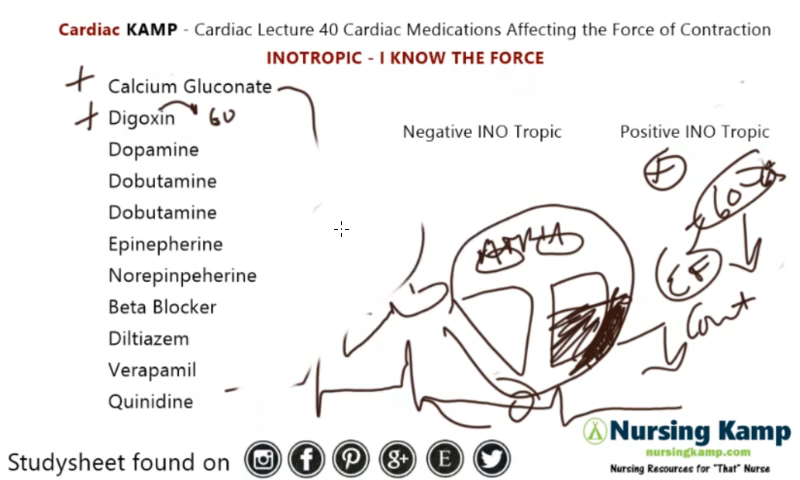 Cardiac KAMP - Cardiac Lecture 40 Cardiac Medications Affecting the Force of Contraction
INOTROPIC - I KNOW THE FORCE
+ Calcium Gluconate
+ Digoxin 60
Dopamine
Dobutamine
Dobutamine
Epinepherine
Norepinpeherine
Beta Blocker
Diltiazem
Verapamil
Quinidine
Negative INO Tropic
Positive INO Tropic
F
EF
Cont
Nursing Kamp
nursingkamp.com
Nursing Resources for "That" Nurse
Studysheet found on